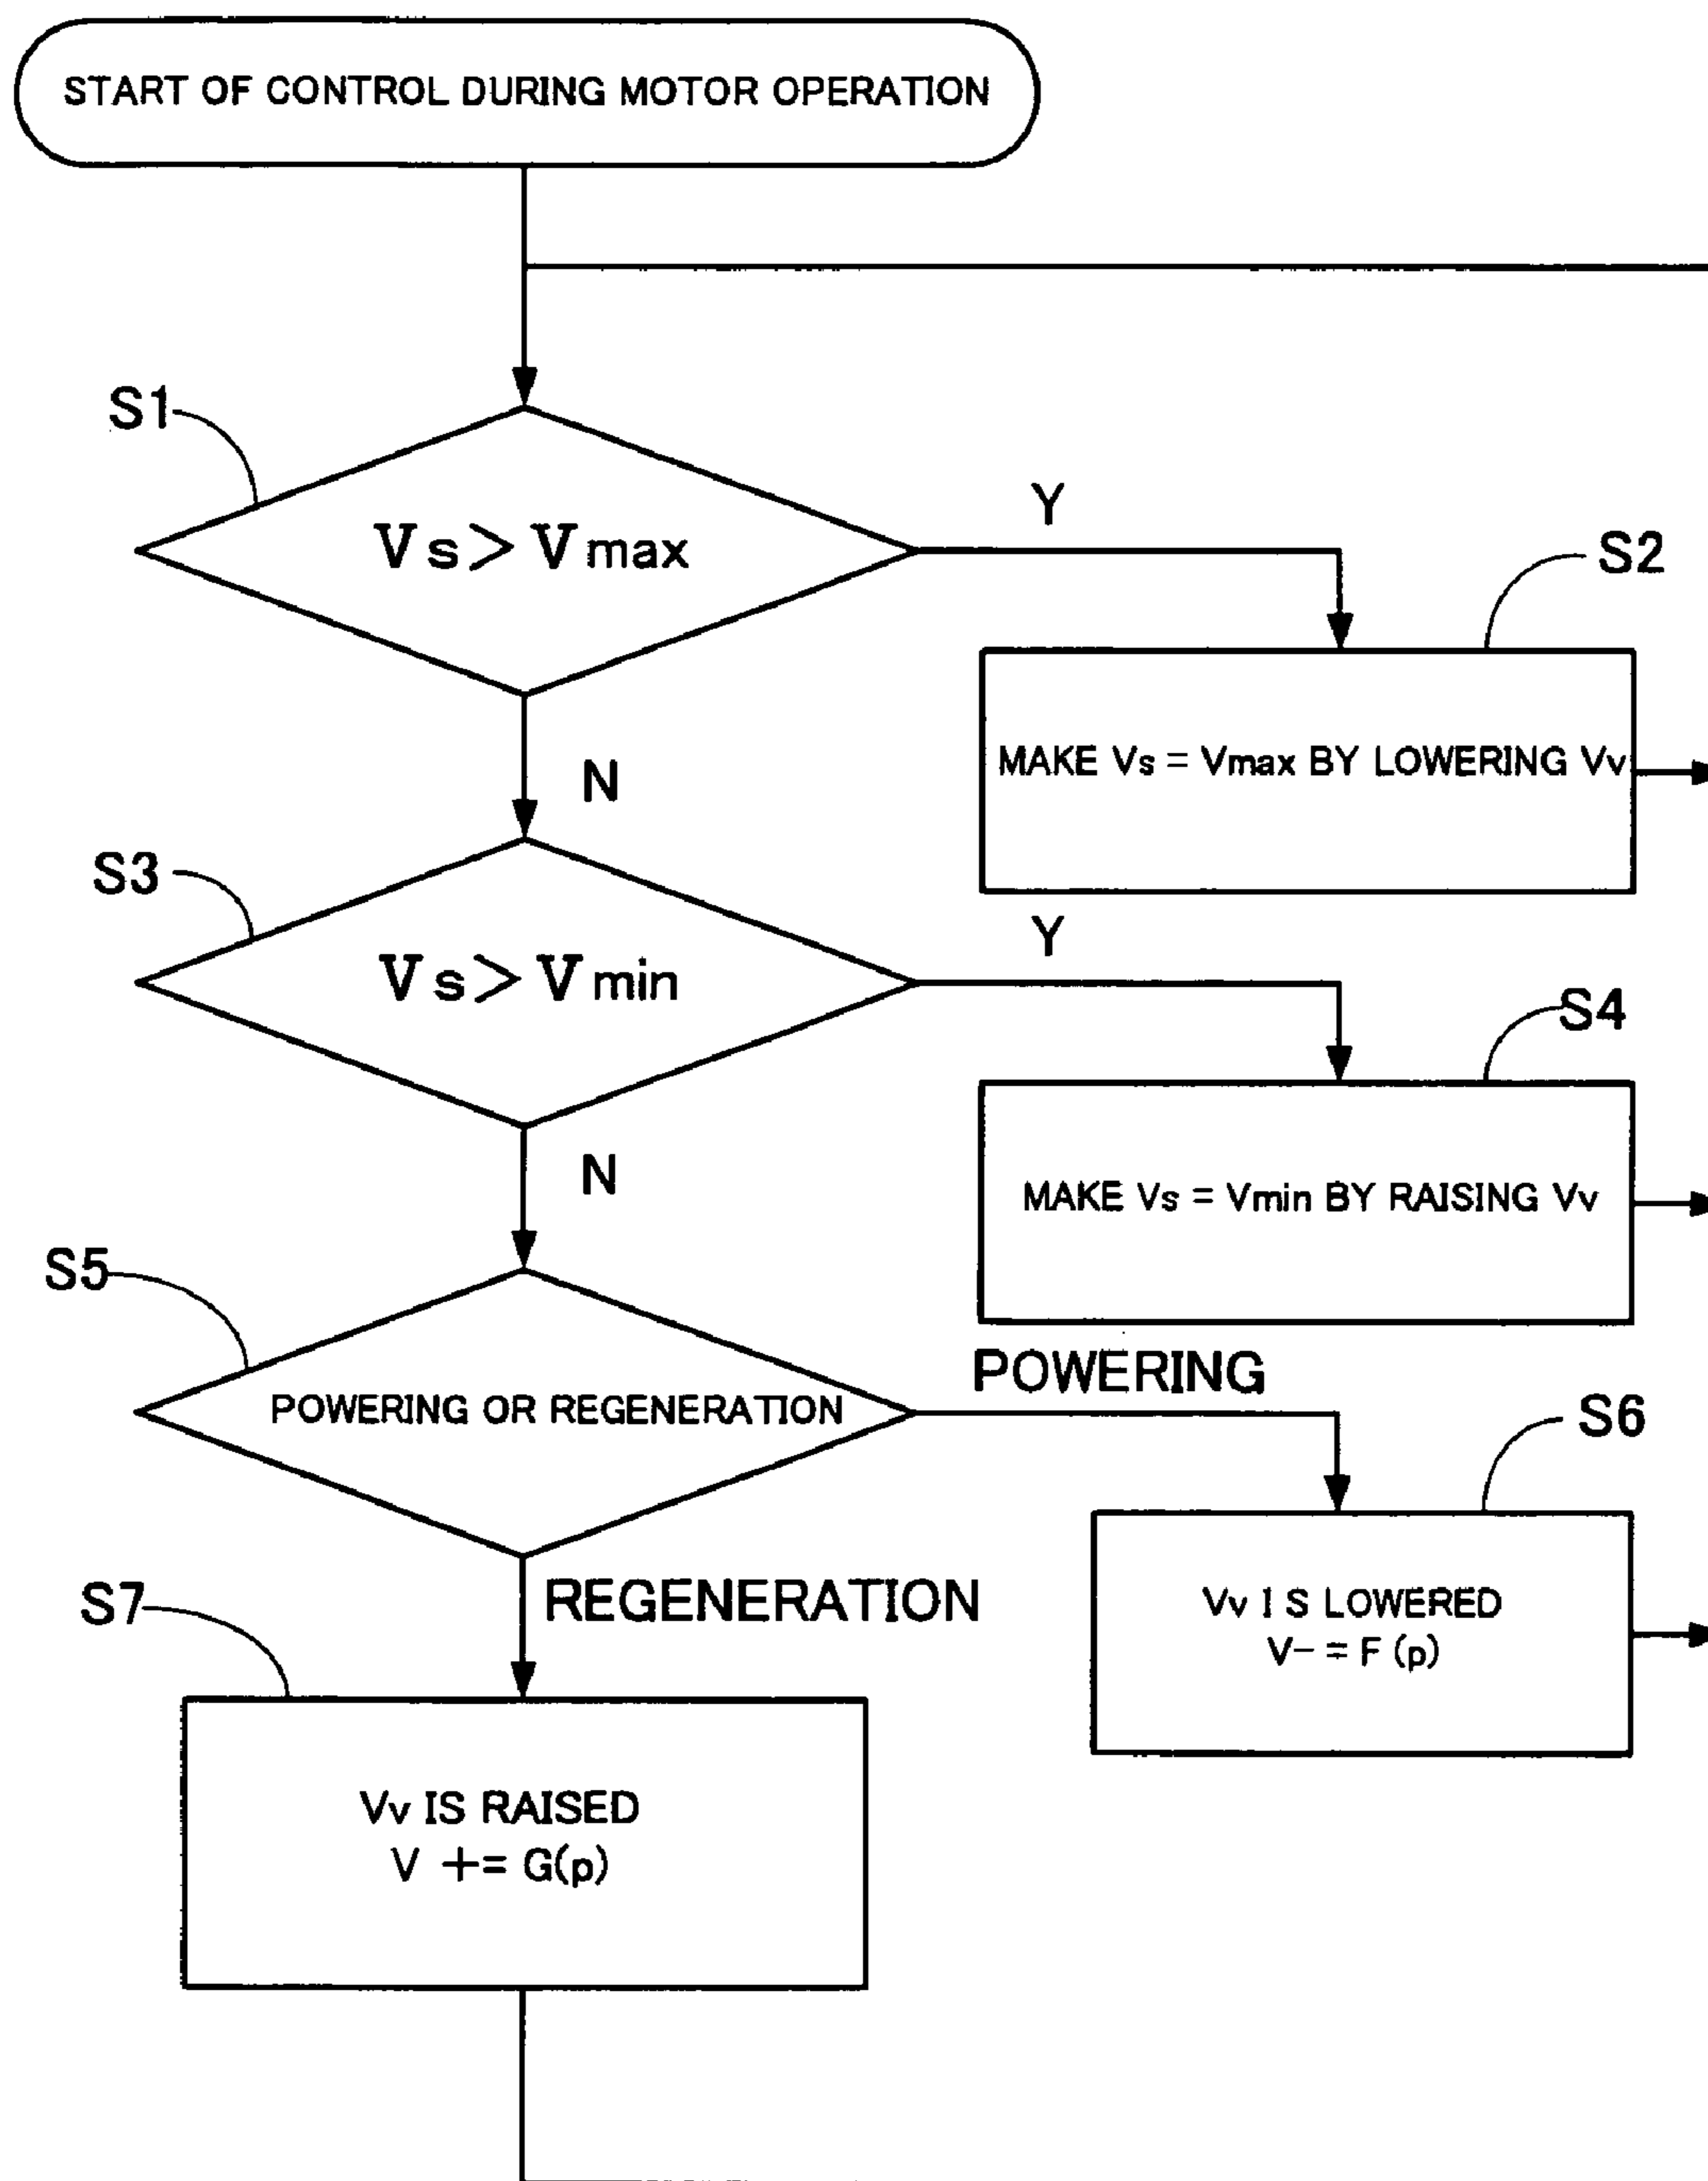 START OF CONTROL DURING MOTOR OPERATION
S1
Vs > Vmax
Y
S2
MAKE Vs = Vmax BY LOWERING Vv
N
S3
Vs > Vmin
Y
S4
MAKE Vs = Vmin BY RAISING Vv
N
S5
POWERING OR REGENERATION
POWERING
S6
Vv I S LOWERED
V- = F (p)
REGENERATION
S7
Vv IS RAISED
V += G(p)